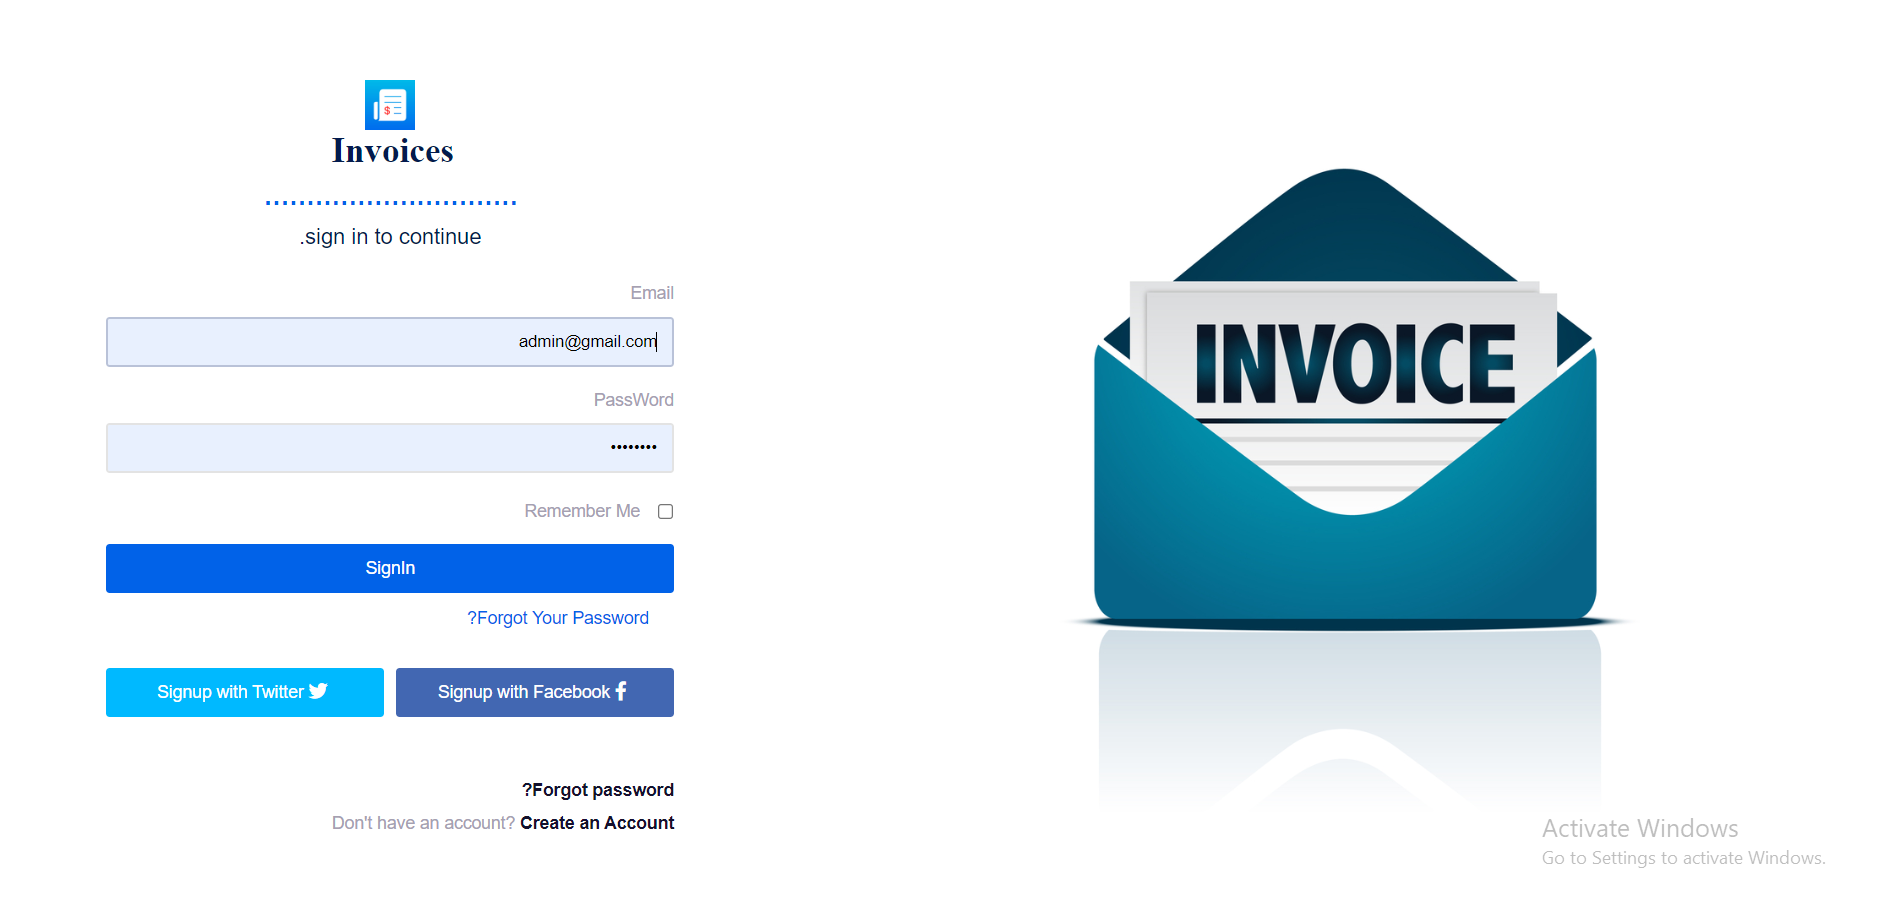 Invoices
.sign in to continue
Email
admin@gmail.com
PassWord
••••••••
Remember Me
SignIn
?Forgot Your Password
Signup with Twitter
Signup with Facebook
?Forgot password
Don't have an account? Create an Account
$
INVOICE
Activate Windows
Go to Settings to activate Windows.